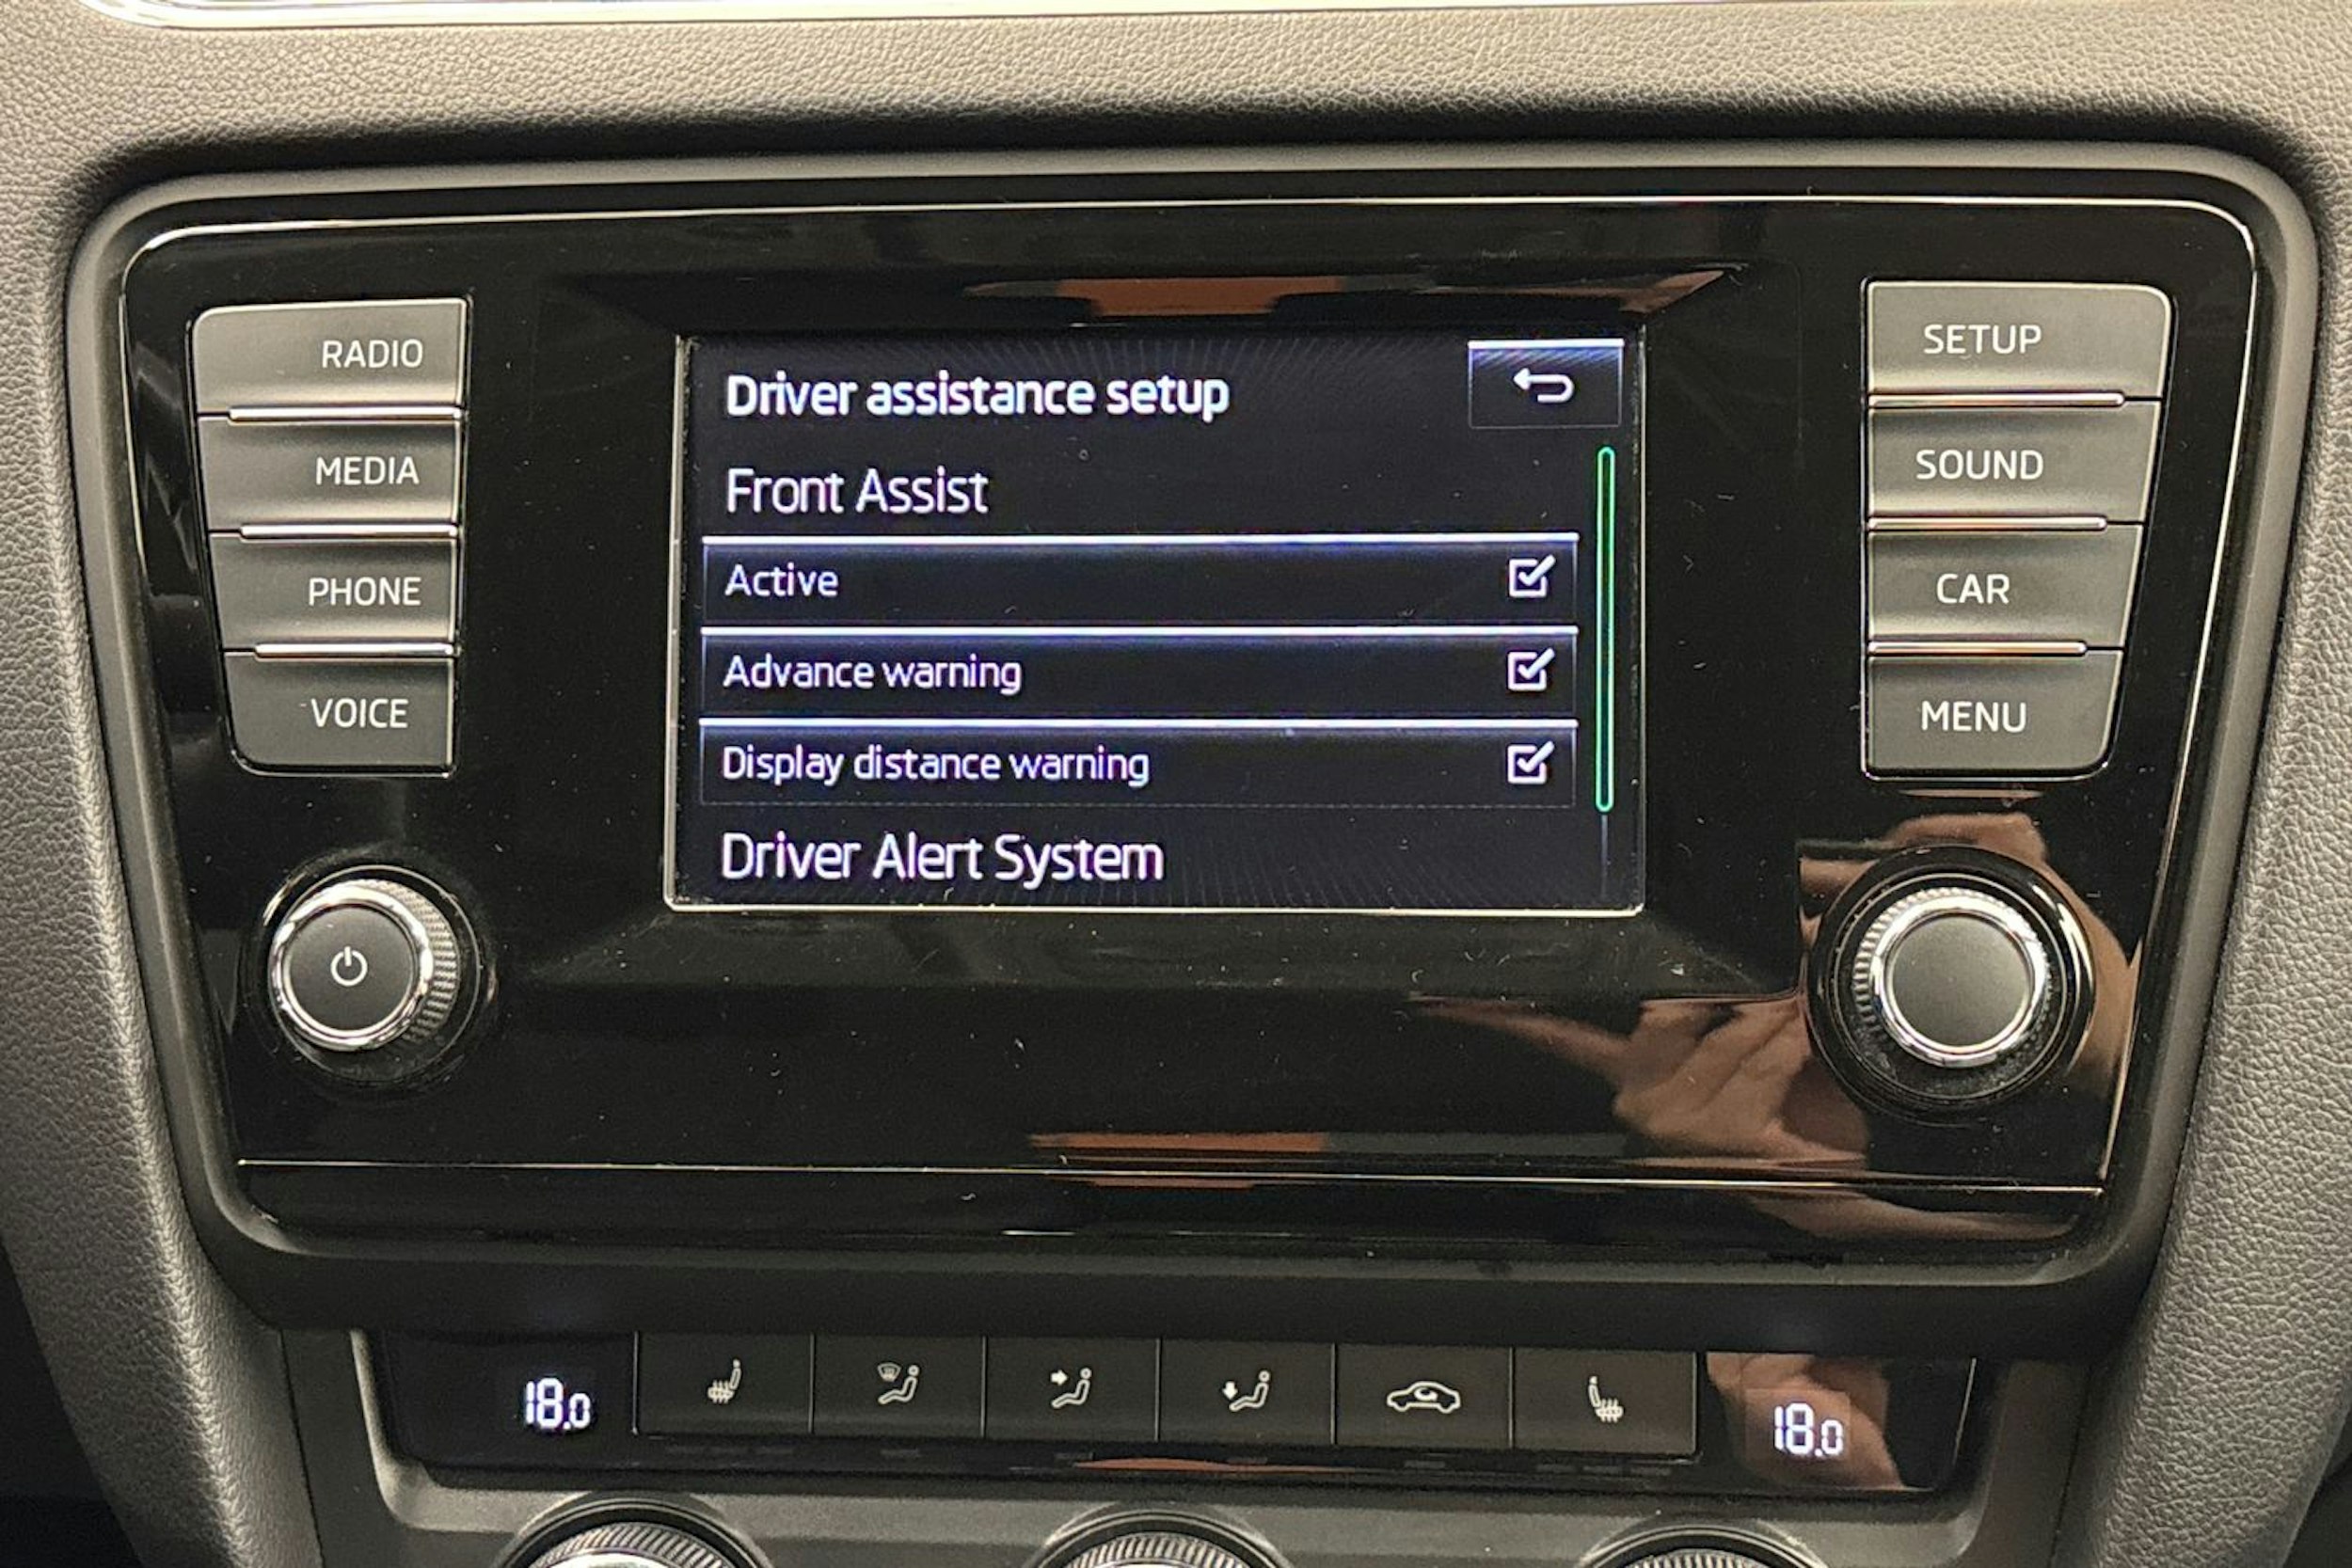 RADIO
MEDIA
PHONE
VOICE
Driver assistance setup
Front Assist
Active
Advance warning
Display distance warning
Driver Alert System
SETUP
SOUND
CAR
MENU
18.0
18.0